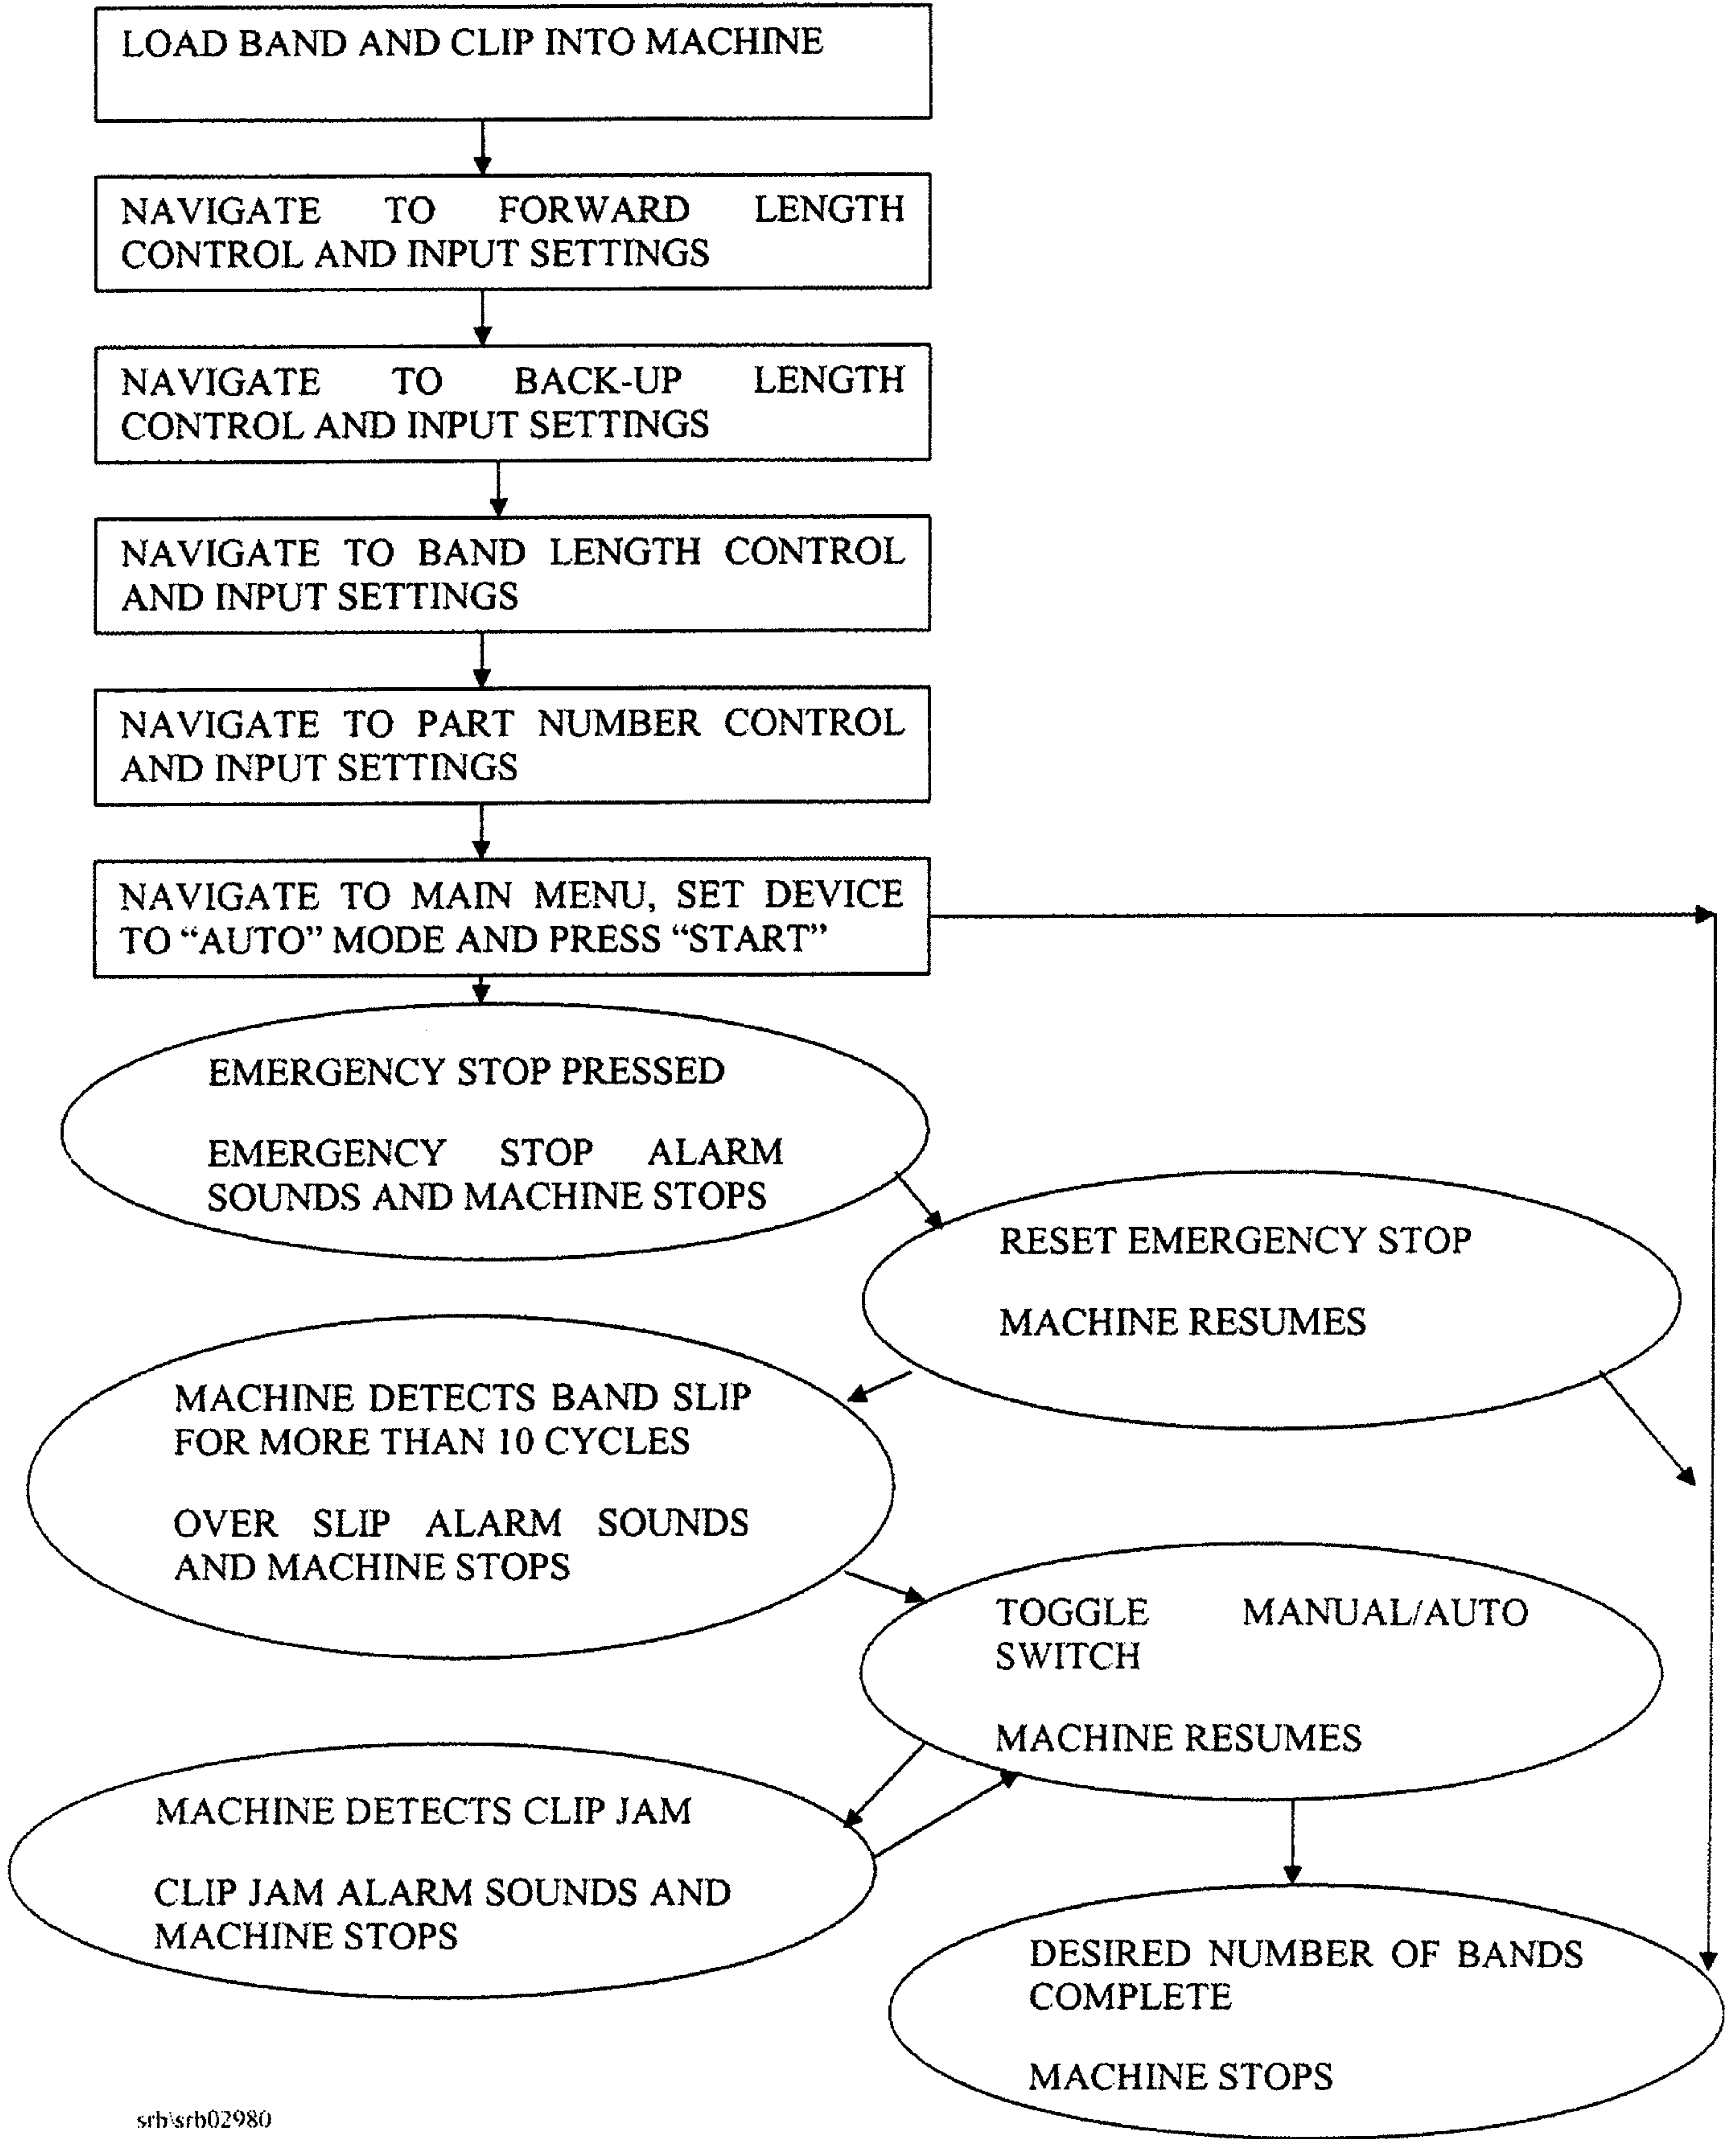 LOAD BAND AND CLIP INTO MACHINE
NAVIGATE TO FORWARD LENGTH
CONTROL AND INPUT SETTINGS
NAVIGATE TO BACK-UP LENGTH
CONTROL AND INPUT SETTINGS
NAVIGATE TO BAND LENGTH CONTROL
AND INPUT SETTINGS
NAVIGATE TO PART NUMBER CONTROL
AND INPUT SETTINGS
NAVIGATE TO MAIN MENU, SET DEVICE
TO “AUTO” MODE AND PRESS “START”
EMERGENCY STOP PRESSED
EMERGENCY STOP ALARM
SOUNDS AND MACHINE STOPS
RESET EMERGENCY STOP
MACHINE RESUMES
MACHINE DETECTS BAND SLIP
FOR MORE THAN 10 CYCLES
OVER SLIP ALARM SOUNDS
AND MACHINE STOPS
TOGGLE MANUAL/AUTO
SWITCH
MACHINE RESUMES
MACHINE DETECTS CLIP JAM
CLIP JAM ALARM SOUNDS AND
MACHINE STOPS
DESIRED NUMBER OF BANDS
COMPLETE
MACHINE STOPS
srb\srb02980